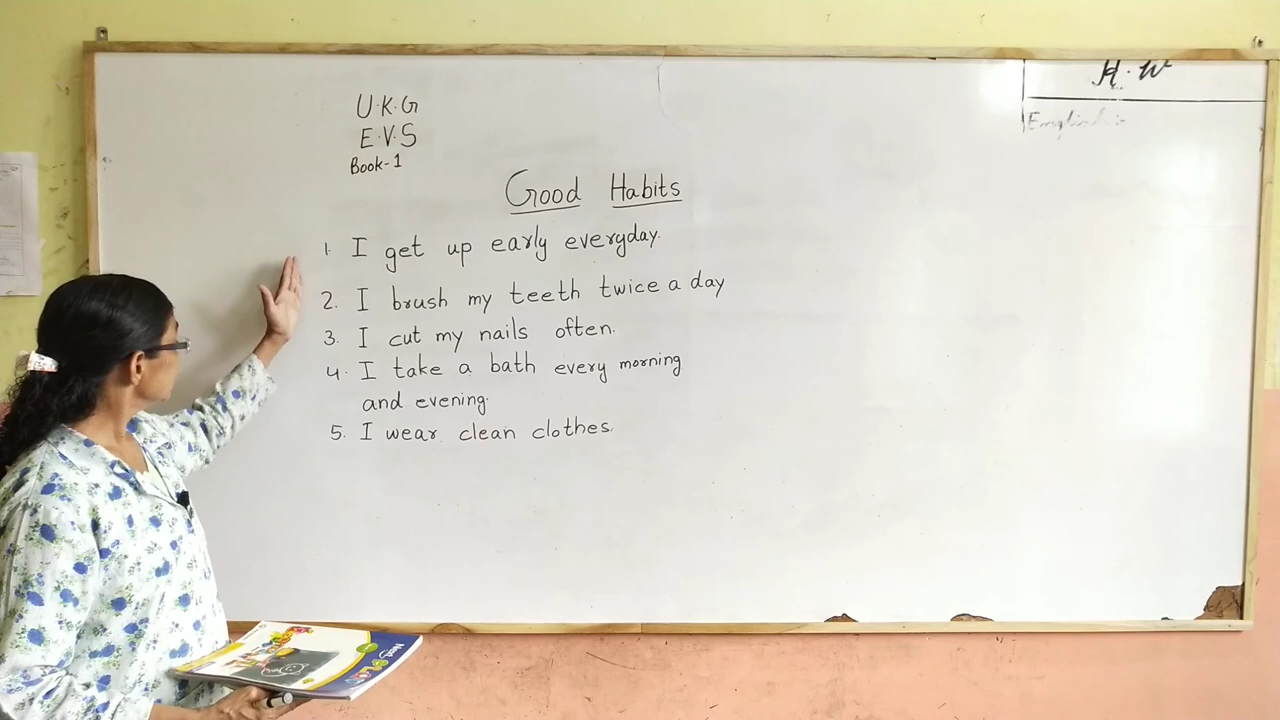 U.K.G
E.V.S
Book-1
H.W
English:-
Good Habits
1. I get up early everyday.
2. I brush my teeth twice a day
3. I cut my nails often.
4. I take a bath every morning
and evening.
5. I wear clean clothes.